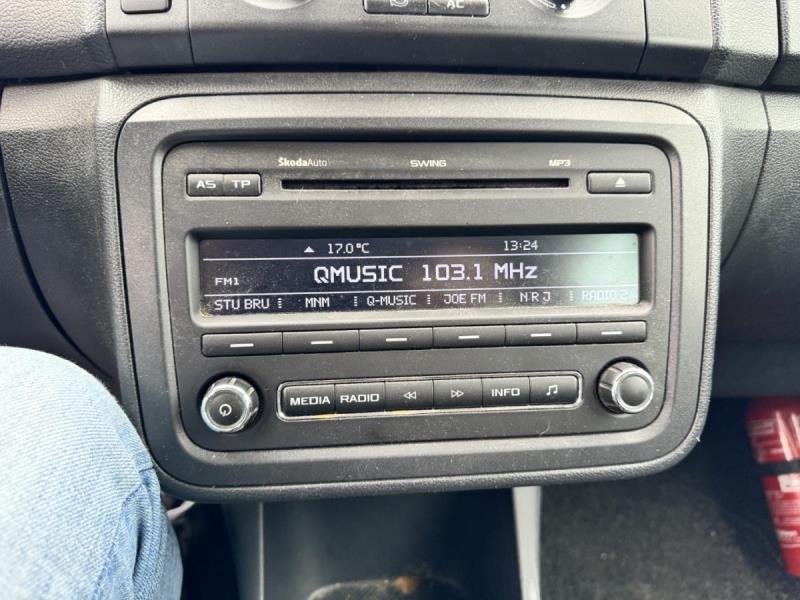 AC
ŠkodaAuto SWING MP3
AS TP
17.0°C 13:24
FM1 QMUSIC 103.1 MHz
STU BRU MNM Q-MUSIC JOE FM NRJ RADIO 2
MEDIA RADIO INFO